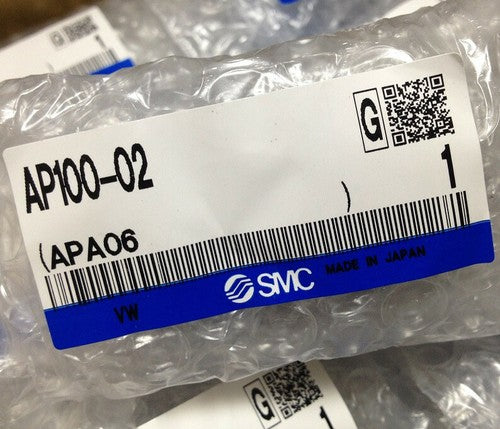 G
AP100-02
1
(APA06 )
SMC MADE IN JAPAN
VW
G
1